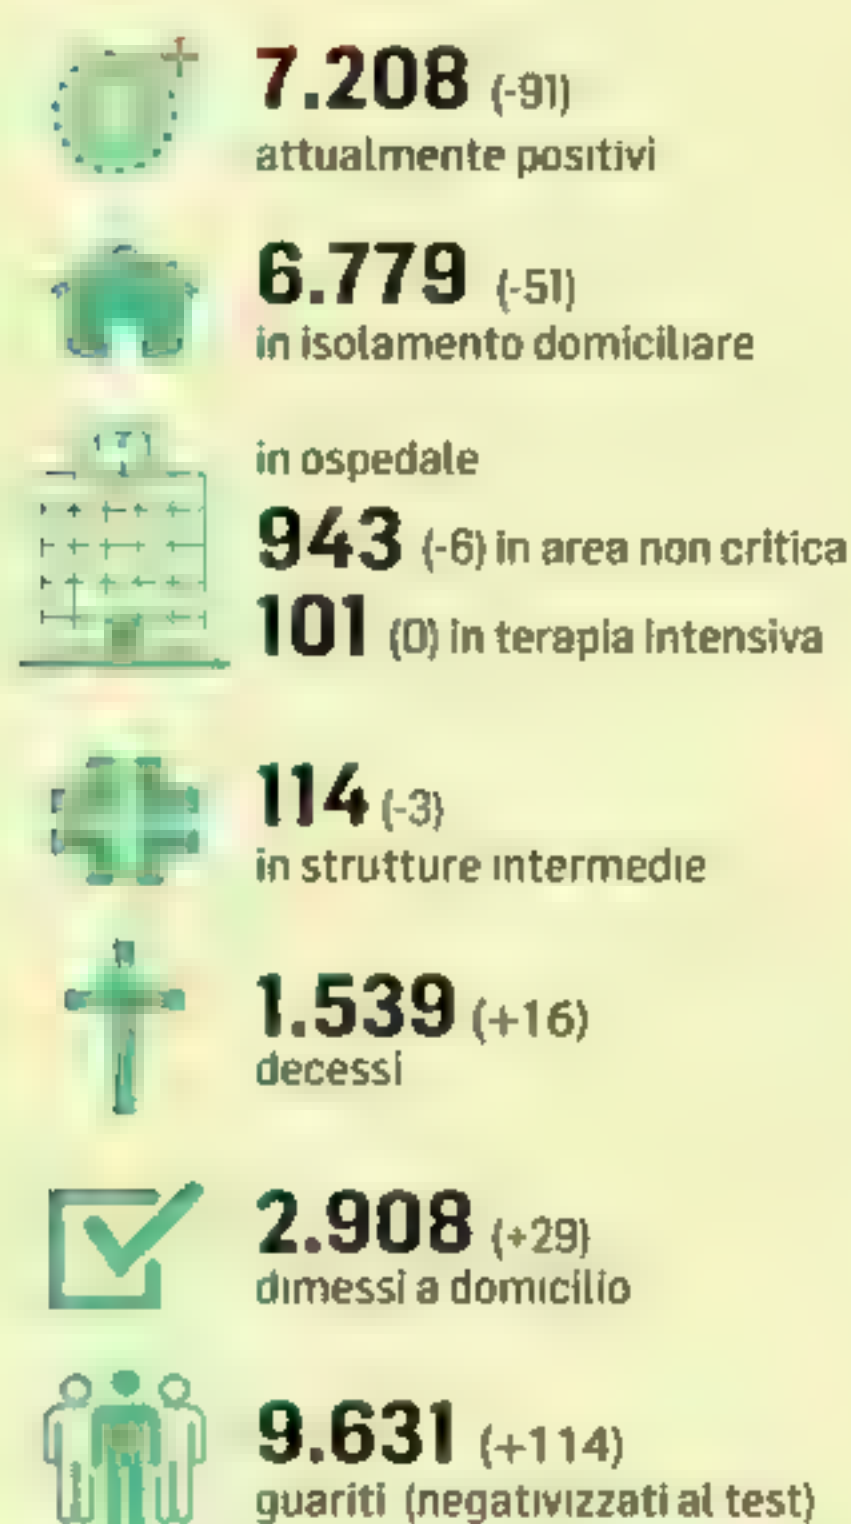 7.208 (-91)
attualmente positivi
6.779 (-51)
in isolamento domiciliare
in ospedale
943 (-6) in area non critica
101 (0) in terapia intensiva
114 (-3)
in strutture intermedie
1.539 (+16)
decessi
2.908 (+29)
dimessi a domicilio
9.631 (+114)
guariti (negativizzati al test)